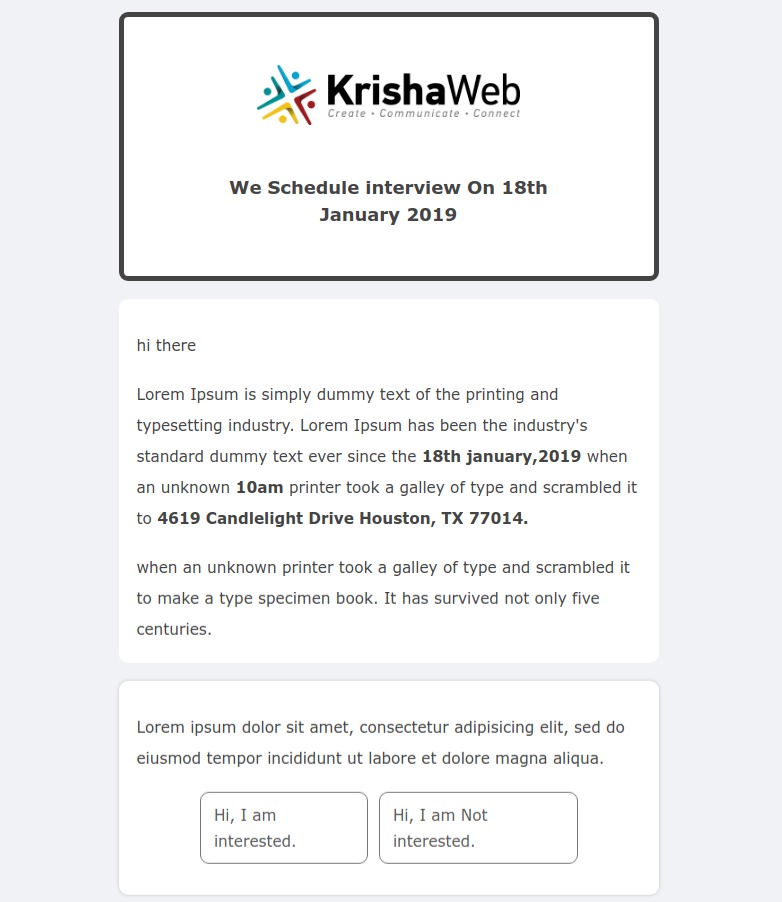 KrishaWeb
Create • Communicate • Connect
We Schedule interview On 18th
January 2019
hi there
Lorem Ipsum is simply dummy text of the printing and
typesetting industry. Lorem Ipsum has been the industry's
standard dummy text ever since the 18th january,2019 when
an unknown 10am printer took a galley of type and scrambled it
to 4619 Candlelight Drive Houston, TX 77014.
when an unknown printer took a galley of type and scrambled it
to make a type specimen book. It has survived not only five
centuries.
Lorem ipsum dolor sit amet, consectetur adipisicing elit, sed do
eiusmod tempor incididunt ut labore et dolore magna aliqua.
Hi, I am
interested.
Hi, I am Not
interested.